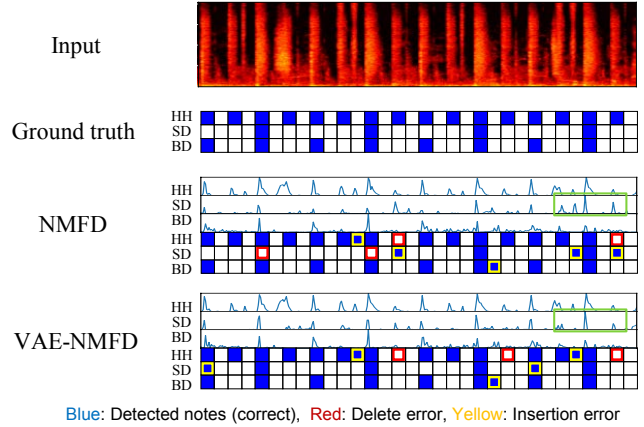 Input
Ground truth
HH
SD
BD
NMFD
HH
SD
BD
HH
SD
BD
VAE-NMFD
HH
SD
BD
HH
SD
BD
Blue: Detected notes (correct), Red: Delete error, Yellow: Insertion error